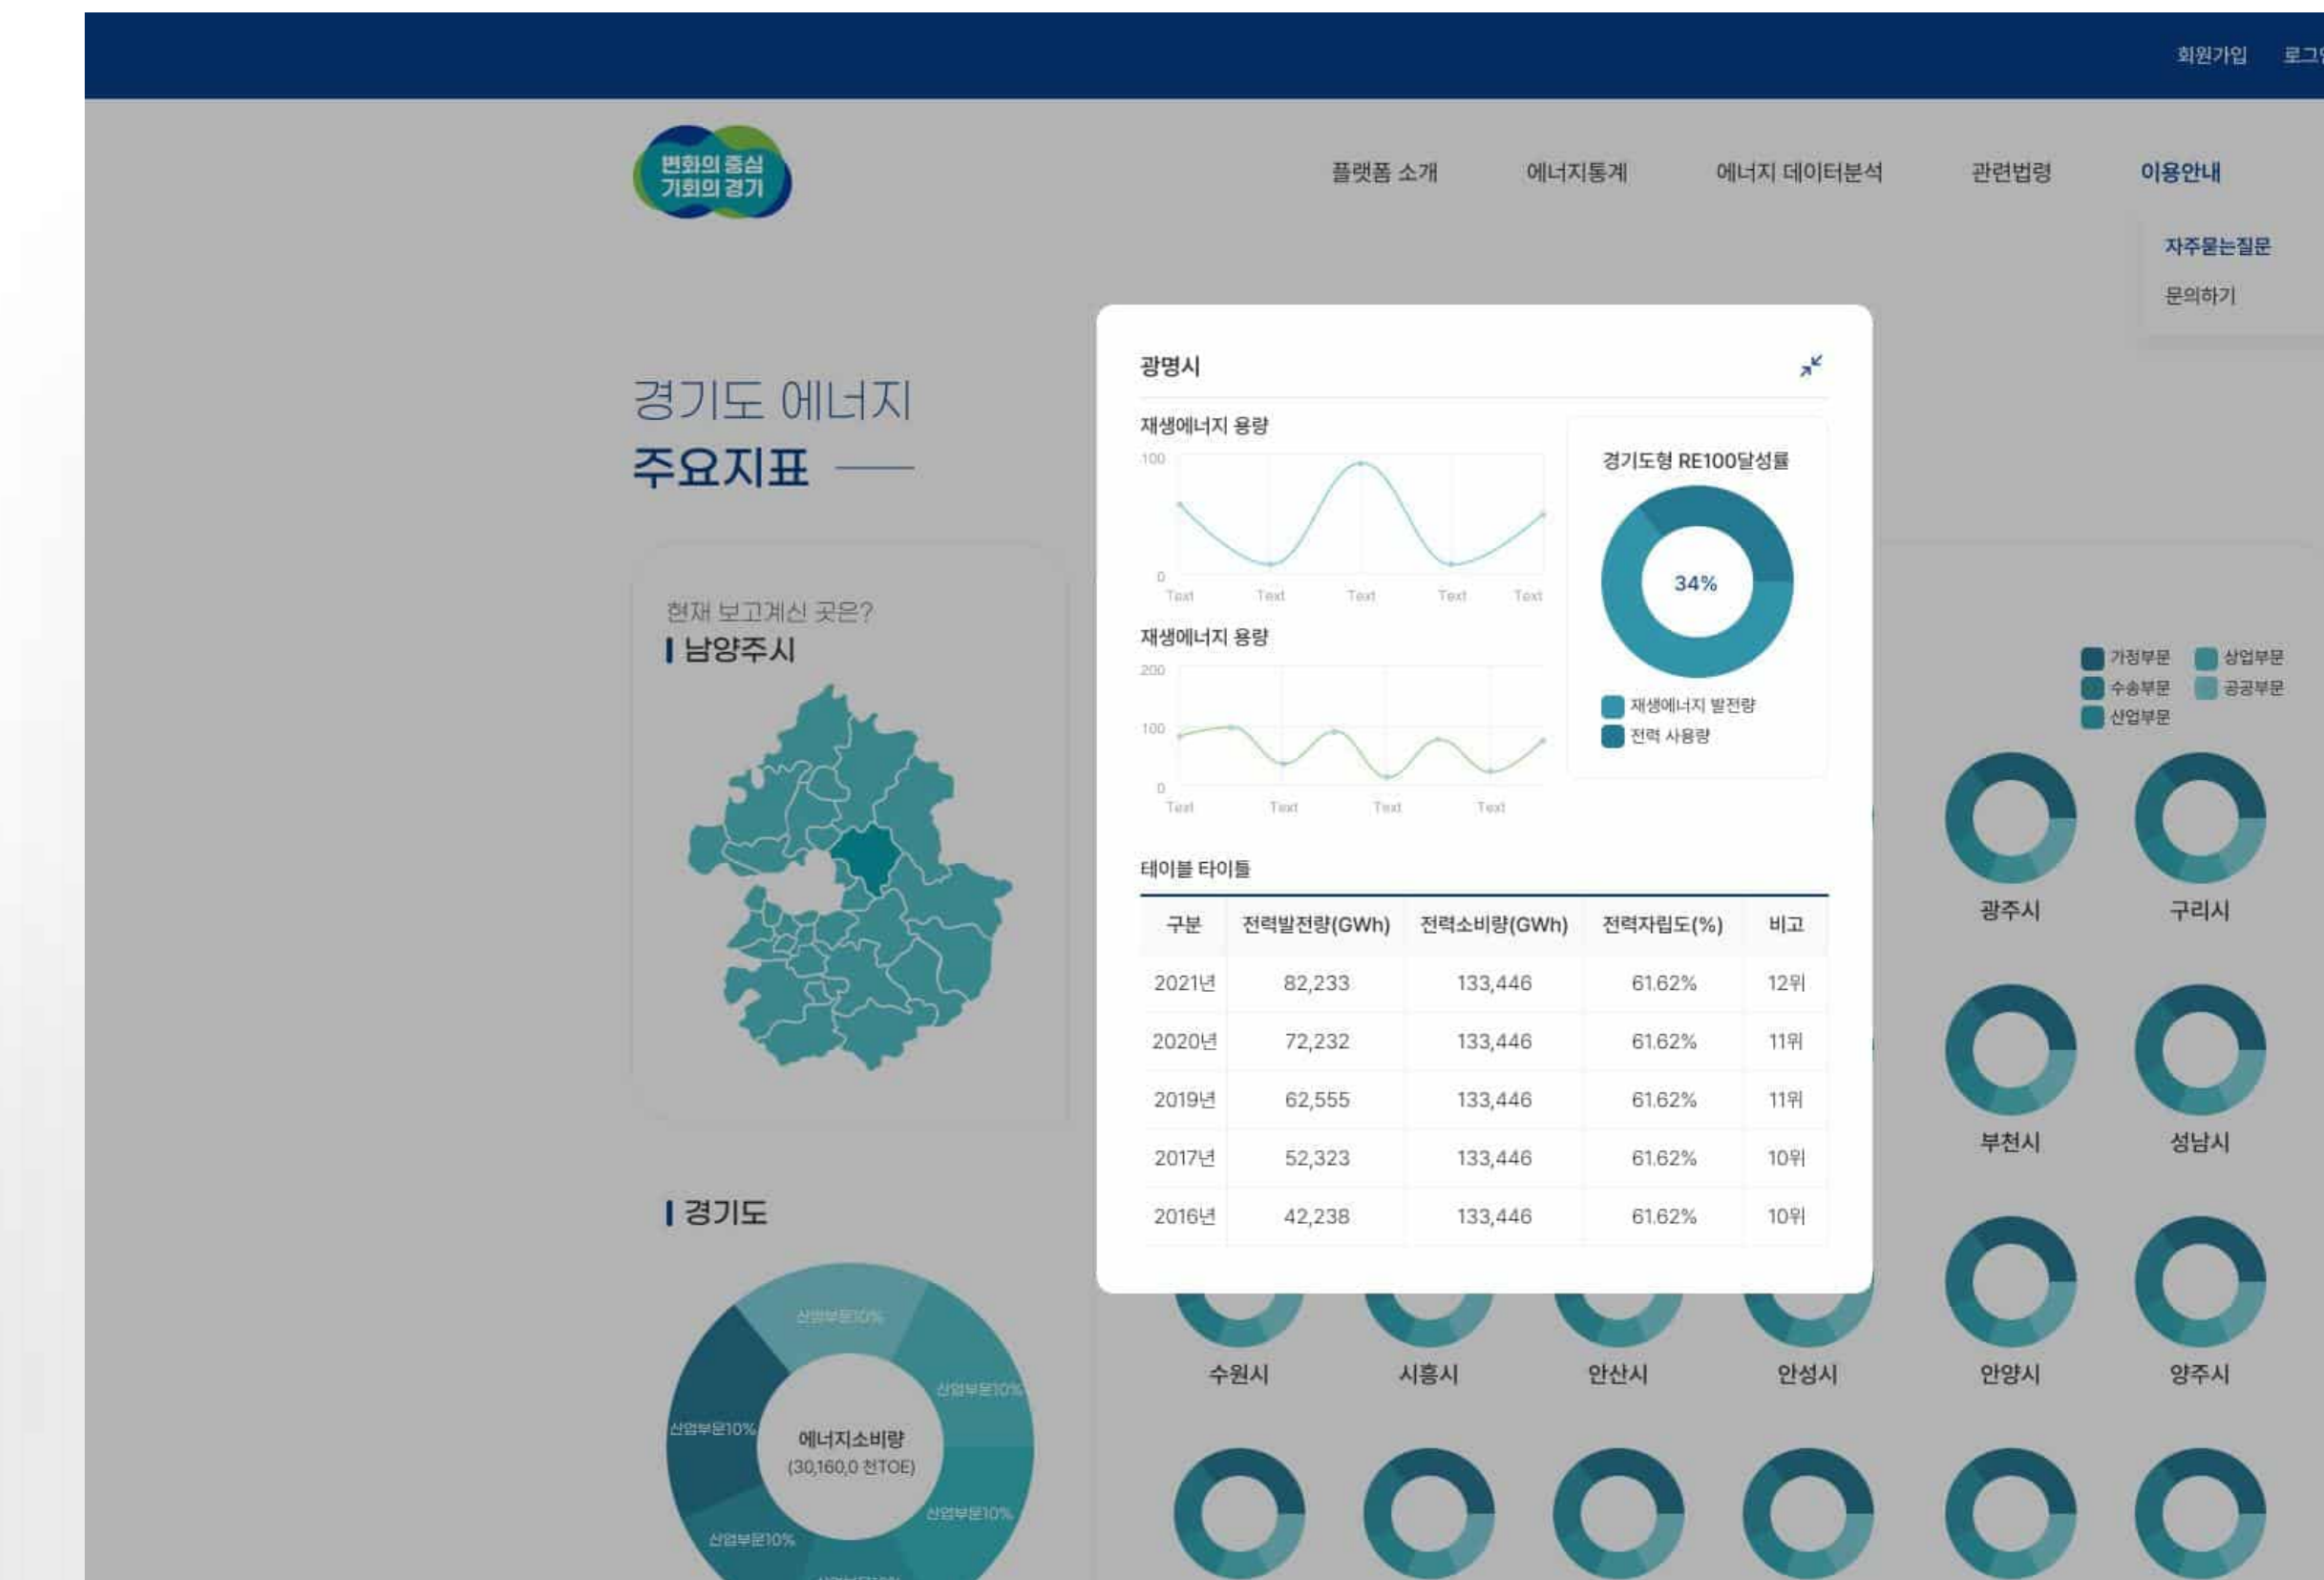 회원가입
변화의 중심
기회의 경기
플랫폼 소개 에너지통계 에너지 데이터분석 관련법령 이용안내
자주묻는질문
문의하기
경기도 에너지
주요지표
현재 보고계신 곳은?
남양주시
경기도
산업부문10%
산업부문10%
산업부문10%
산업부문10%
산업부문10%
에너지소비량
(30,160,0 천TOE)
광명시
재생에너지 용량
100
0
Text Text Text Text Text
재생에너지 용량
200
100
0
Text Text Text Text
경기도형 RE100달성률
34%
재생에너지 발전량
전력 사용량
테이블 타이틀
구분 전력발전량(GWh) 전력소비량(GWh) 전력자립도(%) 비고
2021년 82,233 133,446 61.62% 12위
2020년 72,232 133,446 61.62% 11위
2019년 62,555 133,446 61.62% 11위
2017년 52,323 133,446 61.62% 10위
2016년 42,238 133,446 61.62% 10위
가정부문 상업부문
수송부문 공공부문
산업부문
광주시 구리시
부천시 성남시
수원시 시흥시 안산시 안성시 안양시 양주시